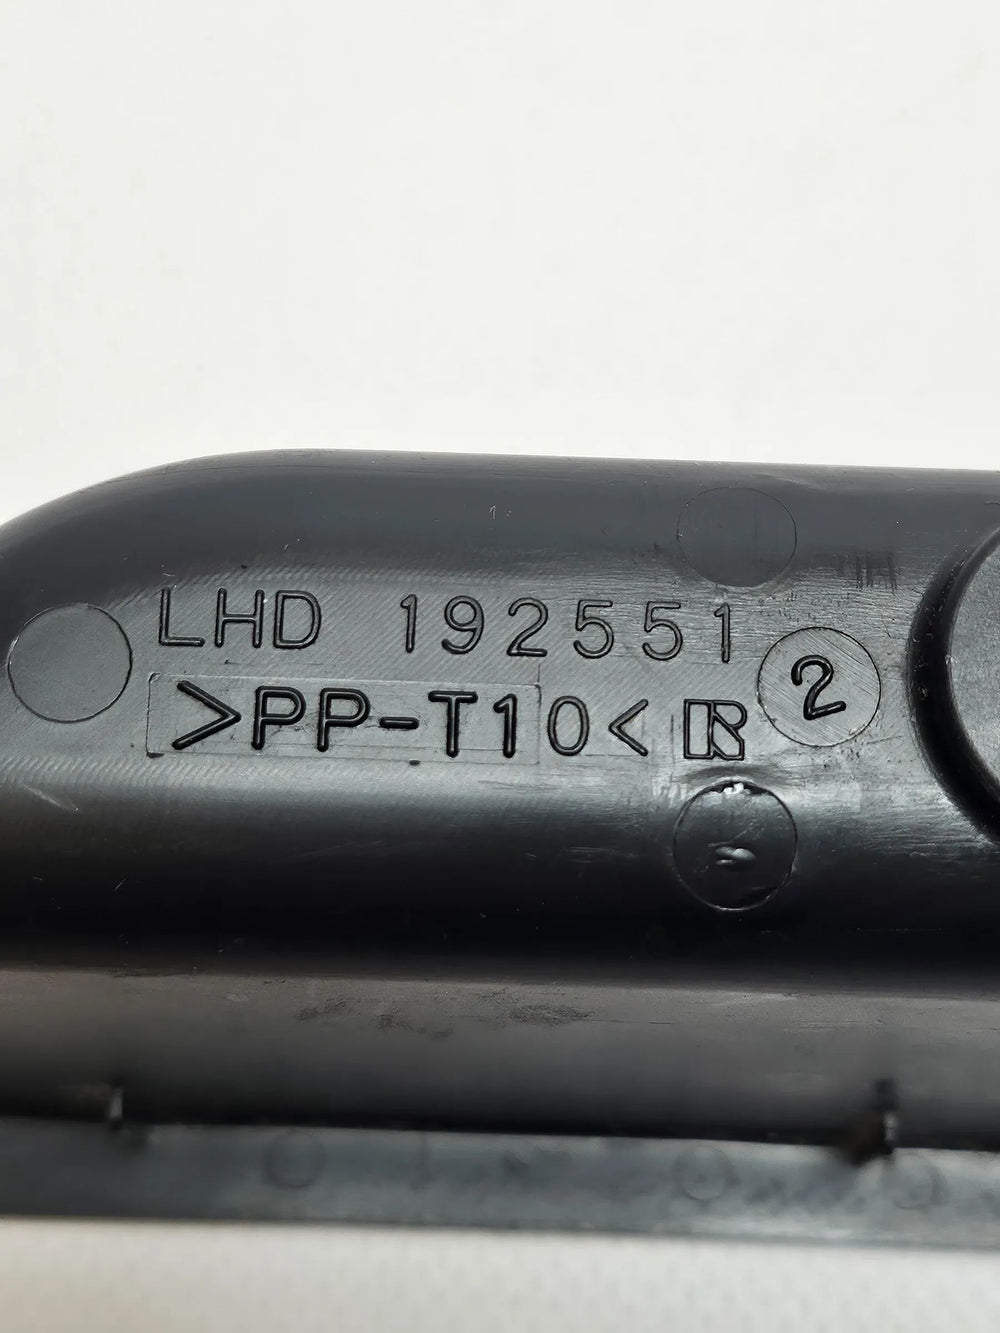 LHD 192551
>PP-T10< R
2